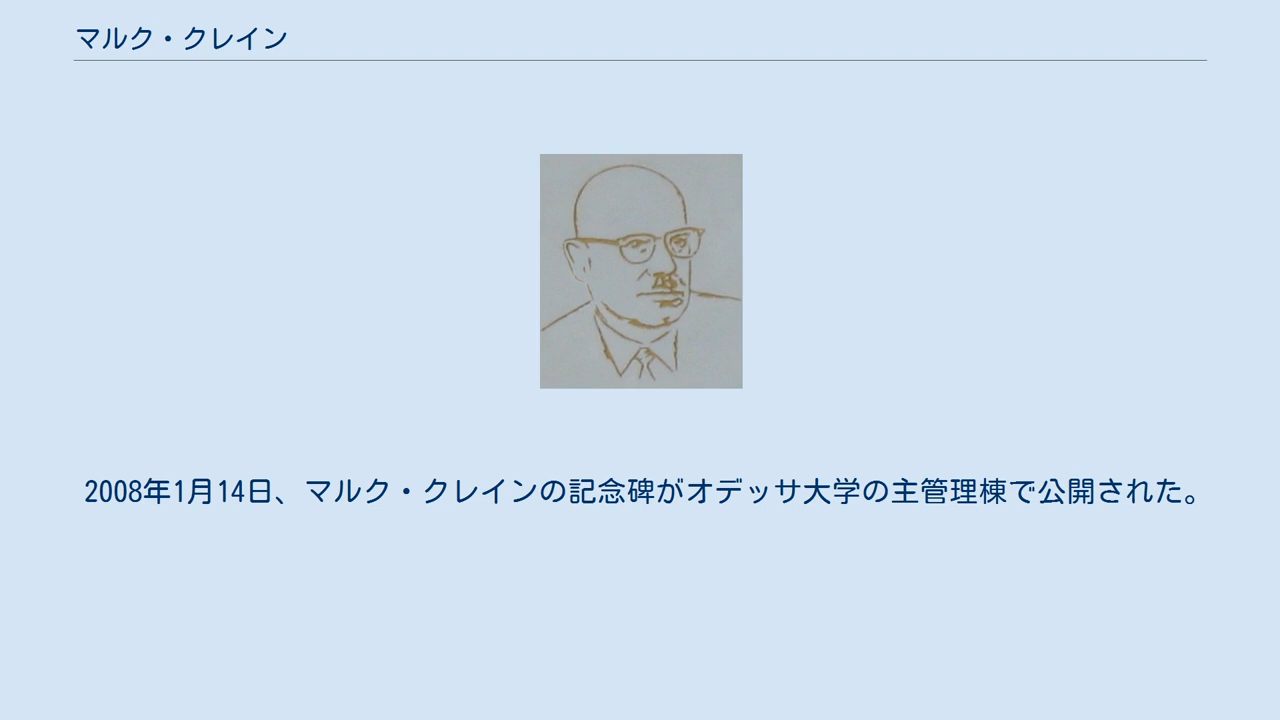 マルク・クレイン
2008年1月14日、マルク・クレインの記念碑がオデッサ大学の主管理棟で公開された。